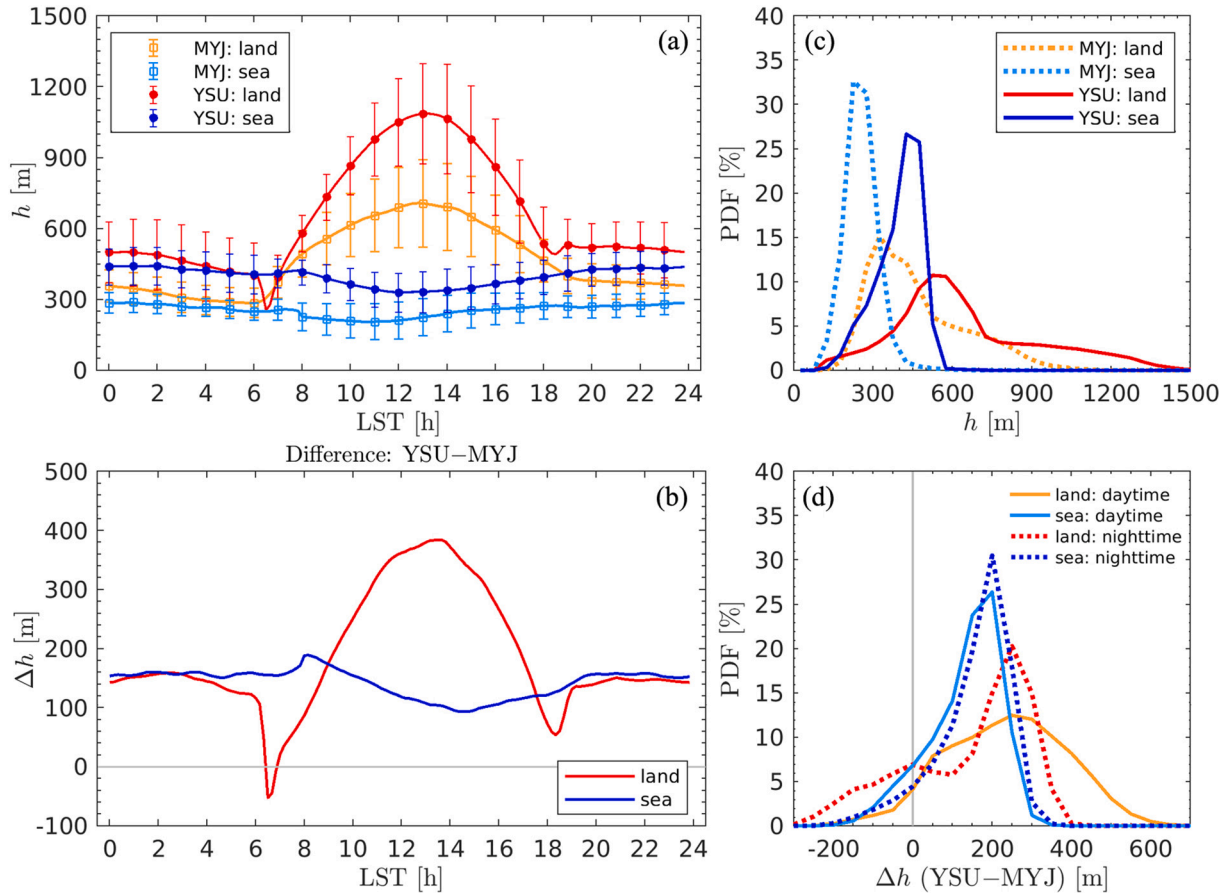 (a)
MYJ: land
MYJ: sea
YSU: land
YSU: sea
1500
1200
900
600
300
0
h [m]
0 2 4 6 8 10 12 14 16 18 20 22 24
LST [h]
(c)
MYJ: land
MYJ: sea
YSU: land
YSU: sea
40
35
30
25
20
15
10
5
0
PDF [%]
300 600 900 1200 1500
h [m]
Difference: YSU−MYJ
(b)
500
400
300
200
100
0
-100
Δh [m]
land
sea
0 2 4 6 8 10 12 14 16 18 20 22 24
LST [h]
(d)
land: daytime
sea: daytime
land: nighttime
sea: nighttime
40
35
30
25
20
15
10
5
0
PDF [%]
-200 0 200 400 600
Δh (YSU−MYJ) [m]